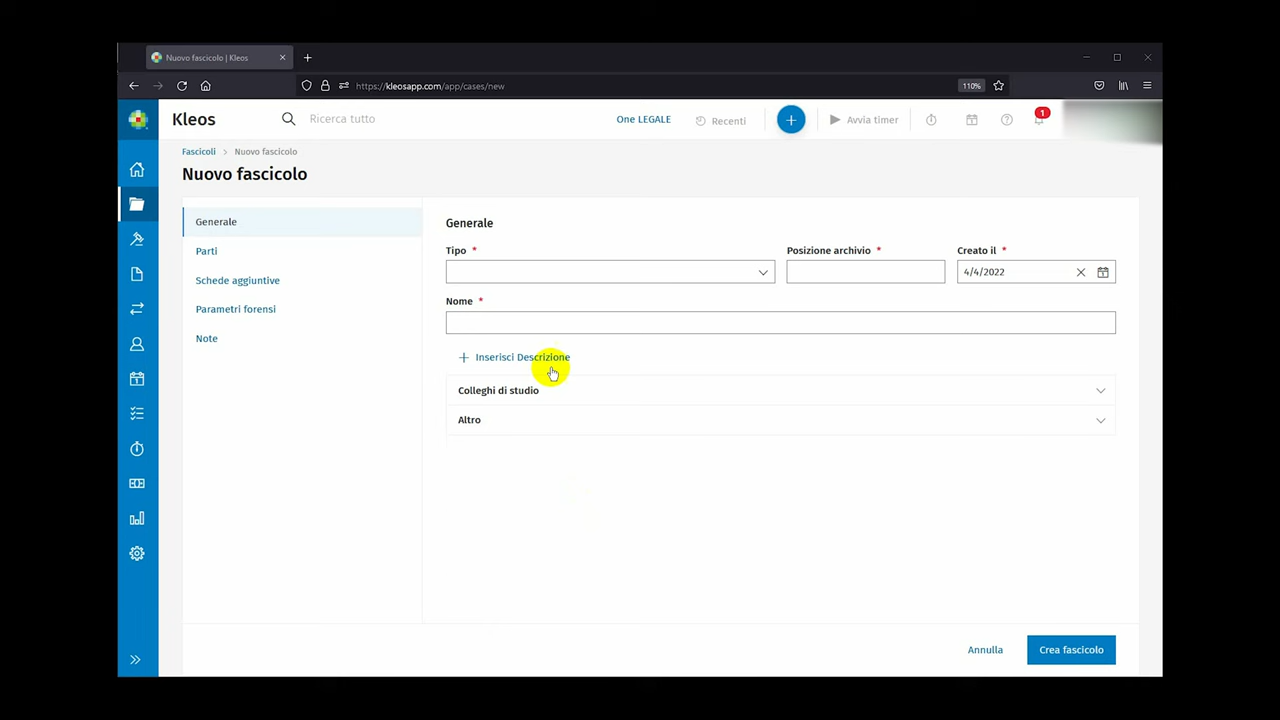 Nuovo fascicolo | Kleos
https://kleosapp.com/app/cases/new
110%
Kleos
Ricerca tutto
One LEGALE
Recenti
Avvia timer
1
Fascicoli > Nuovo fascicolo
Nuovo fascicolo
Generale
Parti
Schede aggiuntive
Parametri forensi
Note
Generale
Tipo * Posizione archivio * Creato il *
4/4/2022
Nome *
+ Inserisci Descrizione
Colleghi di studio
Altro
Annulla
Crea fascicolo